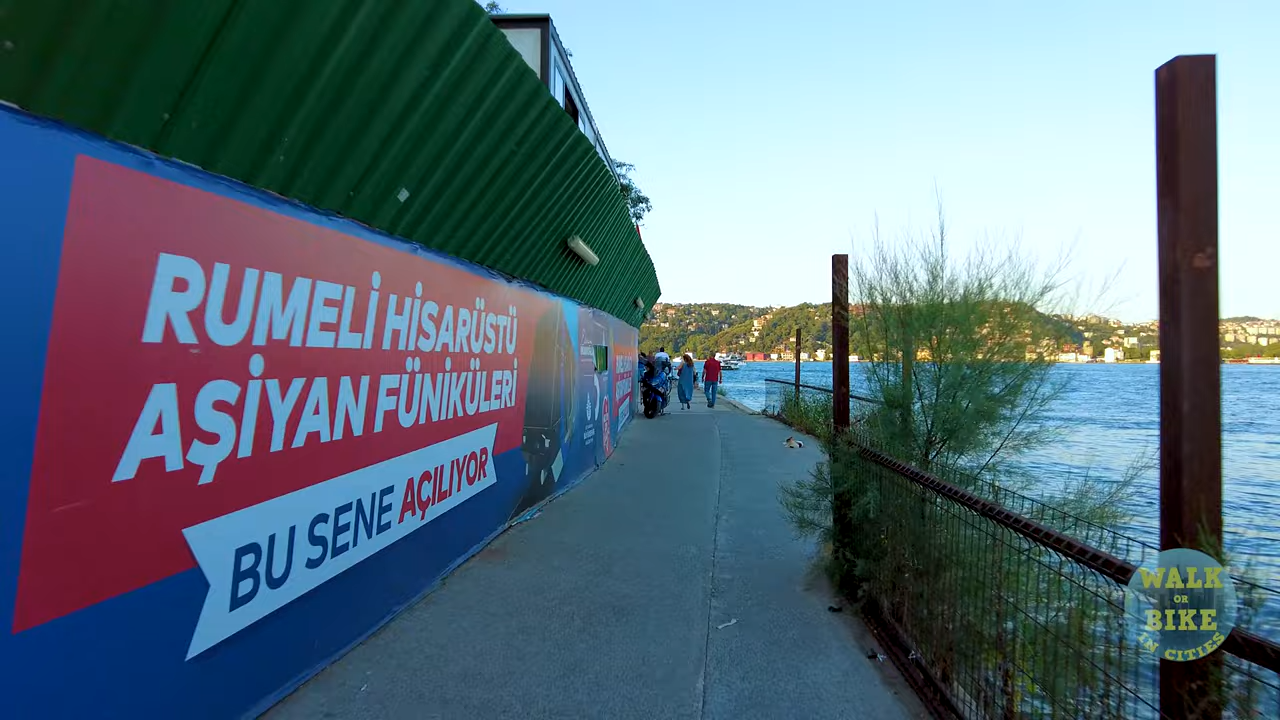 RUMELİ HİSARÜSTÜ
AŞİYAN FÜNİKÜLERİ
BU SENE AÇILIYOR
WALK
OR
BIKE
IN CITIES